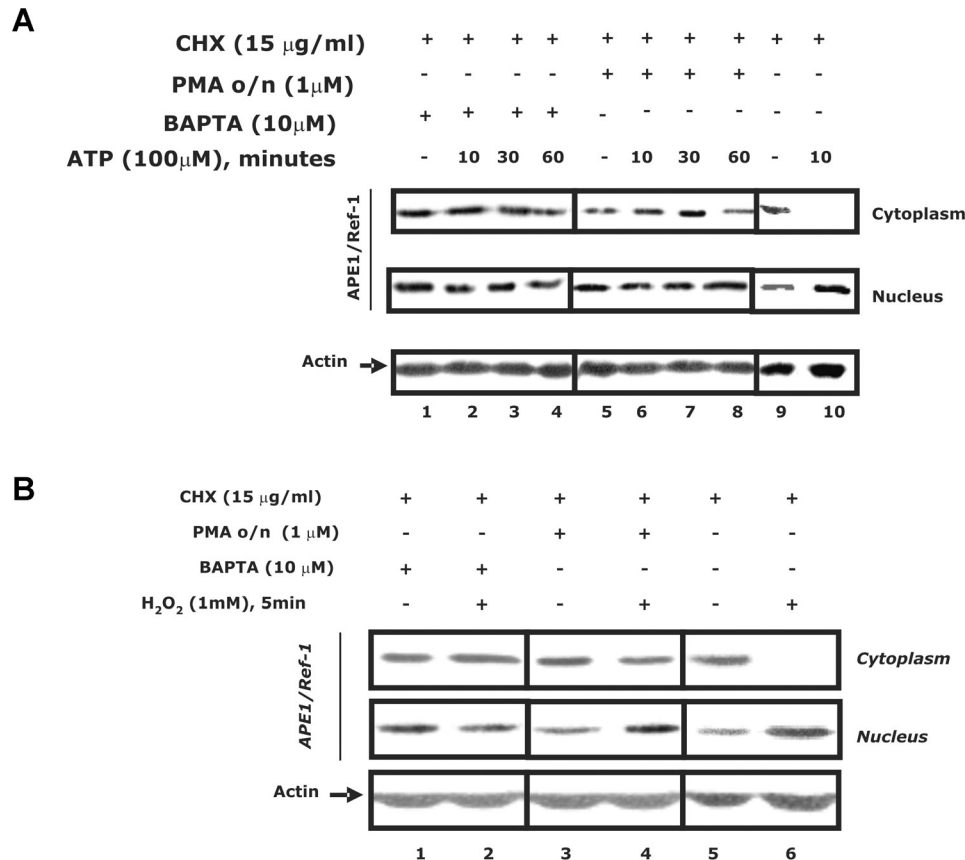 A
CHX (15 μg/ml) + + + + + + + + + +
PMA o/n (1μM) - - - - + + + + - -
BAPTA (10μM) + + + + - - - - - -
ATP (100μM), minutes - 10 30 60 - 10 30 60 - 10
APE1/Ref-1
Cytoplasm
Nucleus
Actin
1 2 3 4 5 6 7 8 9 10
B
CHX (15 μg/ml) + + + + + +
PMA o/n (1 μM) - - + + - -
BAPTA (10 μM) + + - - - -
H₂O₂ (1mM), 5min - + - + - +
APE1/Ref-1
Cytoplasm
Nucleus
Actin
1 2 3 4 5 6